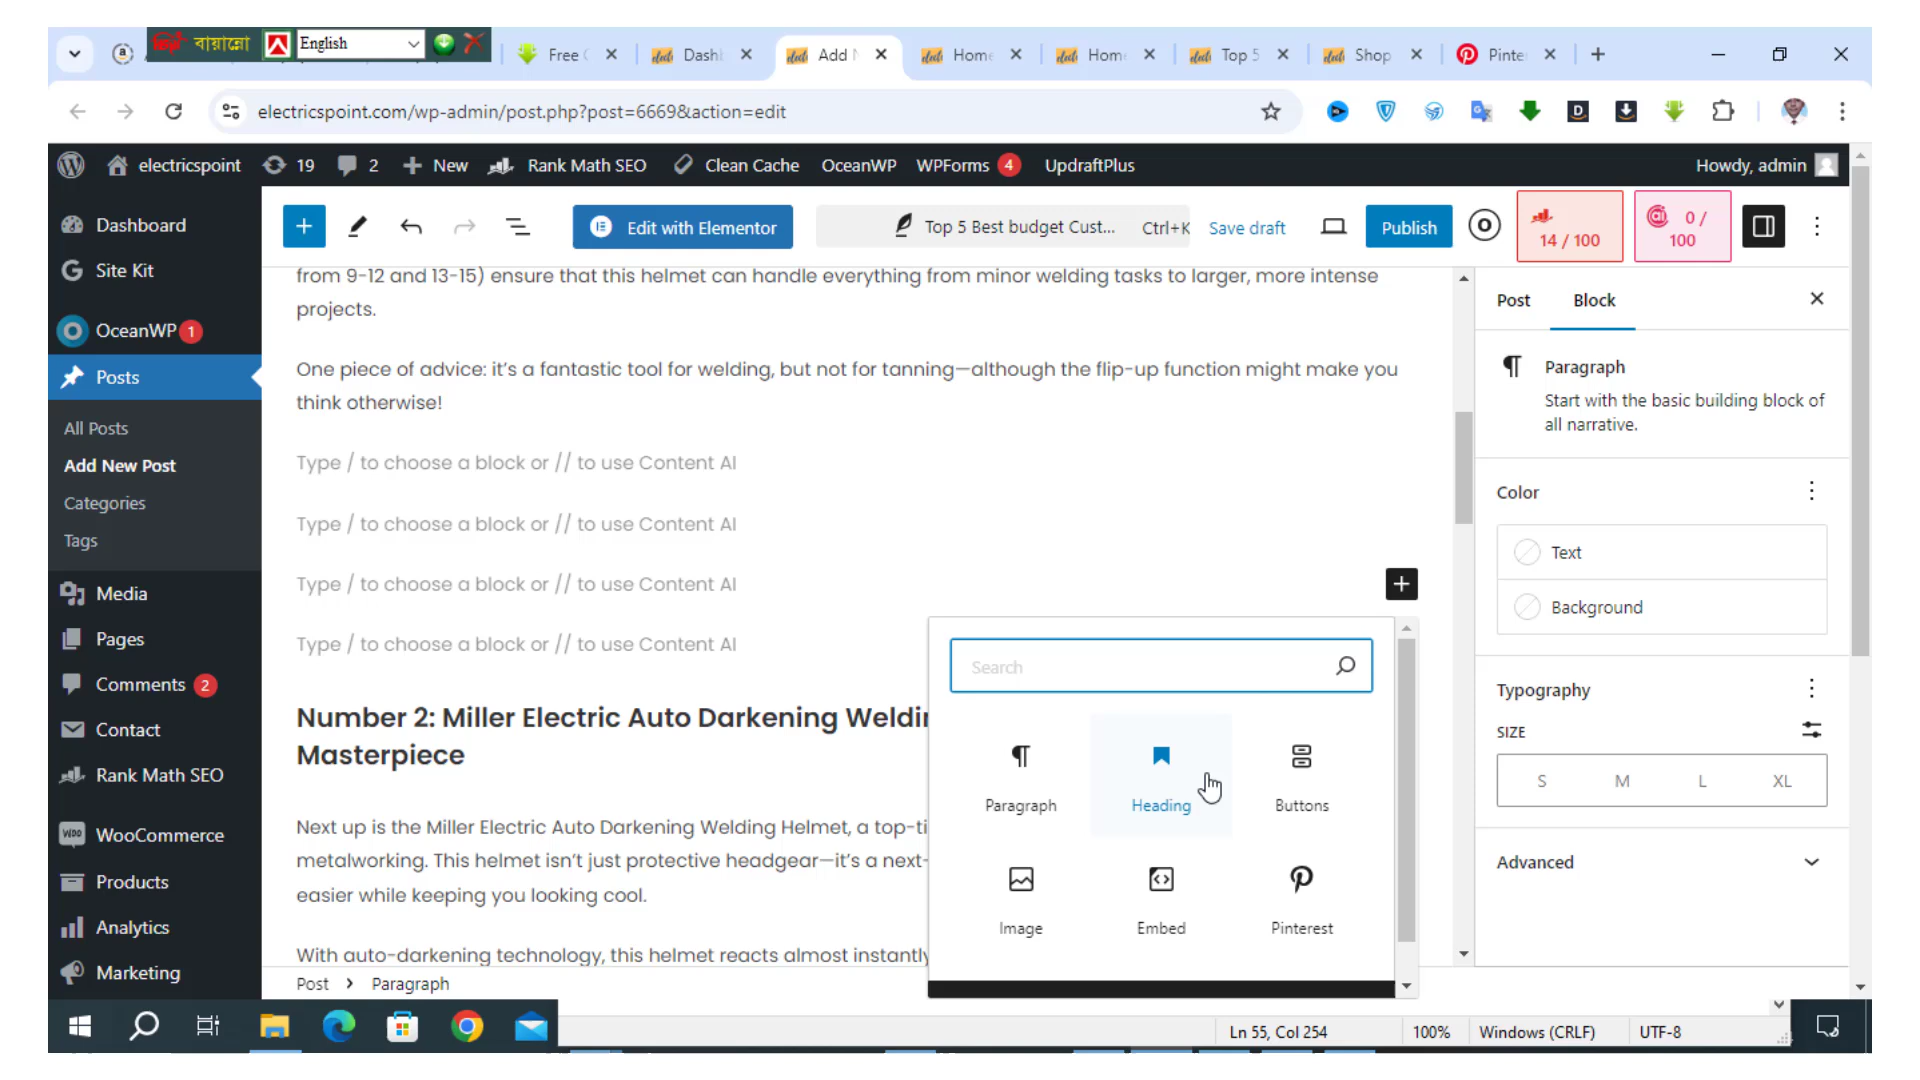 বায়ান্নো
English
Free
Dash
Add
Home
Hom
Top 5
Shop
Pinte
electricspoint.com/wp-admin/post.php?post=6669&action=edit
electricspoint 19 2 New Rank Math SEO Clean Cache OceanWP WPForms 4 UpdraftPlus Howdy, admin
Dashboard
Site Kit
OceanWP 1
Posts
All Posts
Add New Post
Categories
Tags
Media
Pages
Comments 2
Contact
Rank Math SEO
WooCommerce
Products
Analytics
Marketing
Edit with Elementor
Top 5 Best budget Cust... Ctrl+K
Save draft
Publish
14 / 100
0 /
100
from 9-12 and 13-15) ensure that this helmet can handle everything from minor welding tasks to larger, more intense
projects.
One piece of advice: it's a fantastic tool for welding, but not for tanning—although the flip-up function might make you
think otherwise!
Type / to choose a block or // to use Content AI
Type / to choose a block or // to use Content AI
Type / to choose a block or // to use Content AI
Type / to choose a block or // to use Content AI
Number 2: Miller Electric Auto Darkening Weldin
Masterpiece
Next up is the Miller Electric Auto Darkening Welding Helmet, a top-ti
metalworking. This helmet isn't just protective headgear—it's a next-
easier while keeping you looking cool.
With auto-darkening technology, this helmet reacts almost instantly
Search
Paragraph
Heading
Buttons
Image
Embed
Pinterest
Post > Paragraph
Post
Block
Paragraph
Start with the basic building block of
all narrative.
Color
Text
Background
Typography
SIZE
S M L XL
Advanced
Ln 55, Col 254
100%
Windows (CRLF)
UTF-8